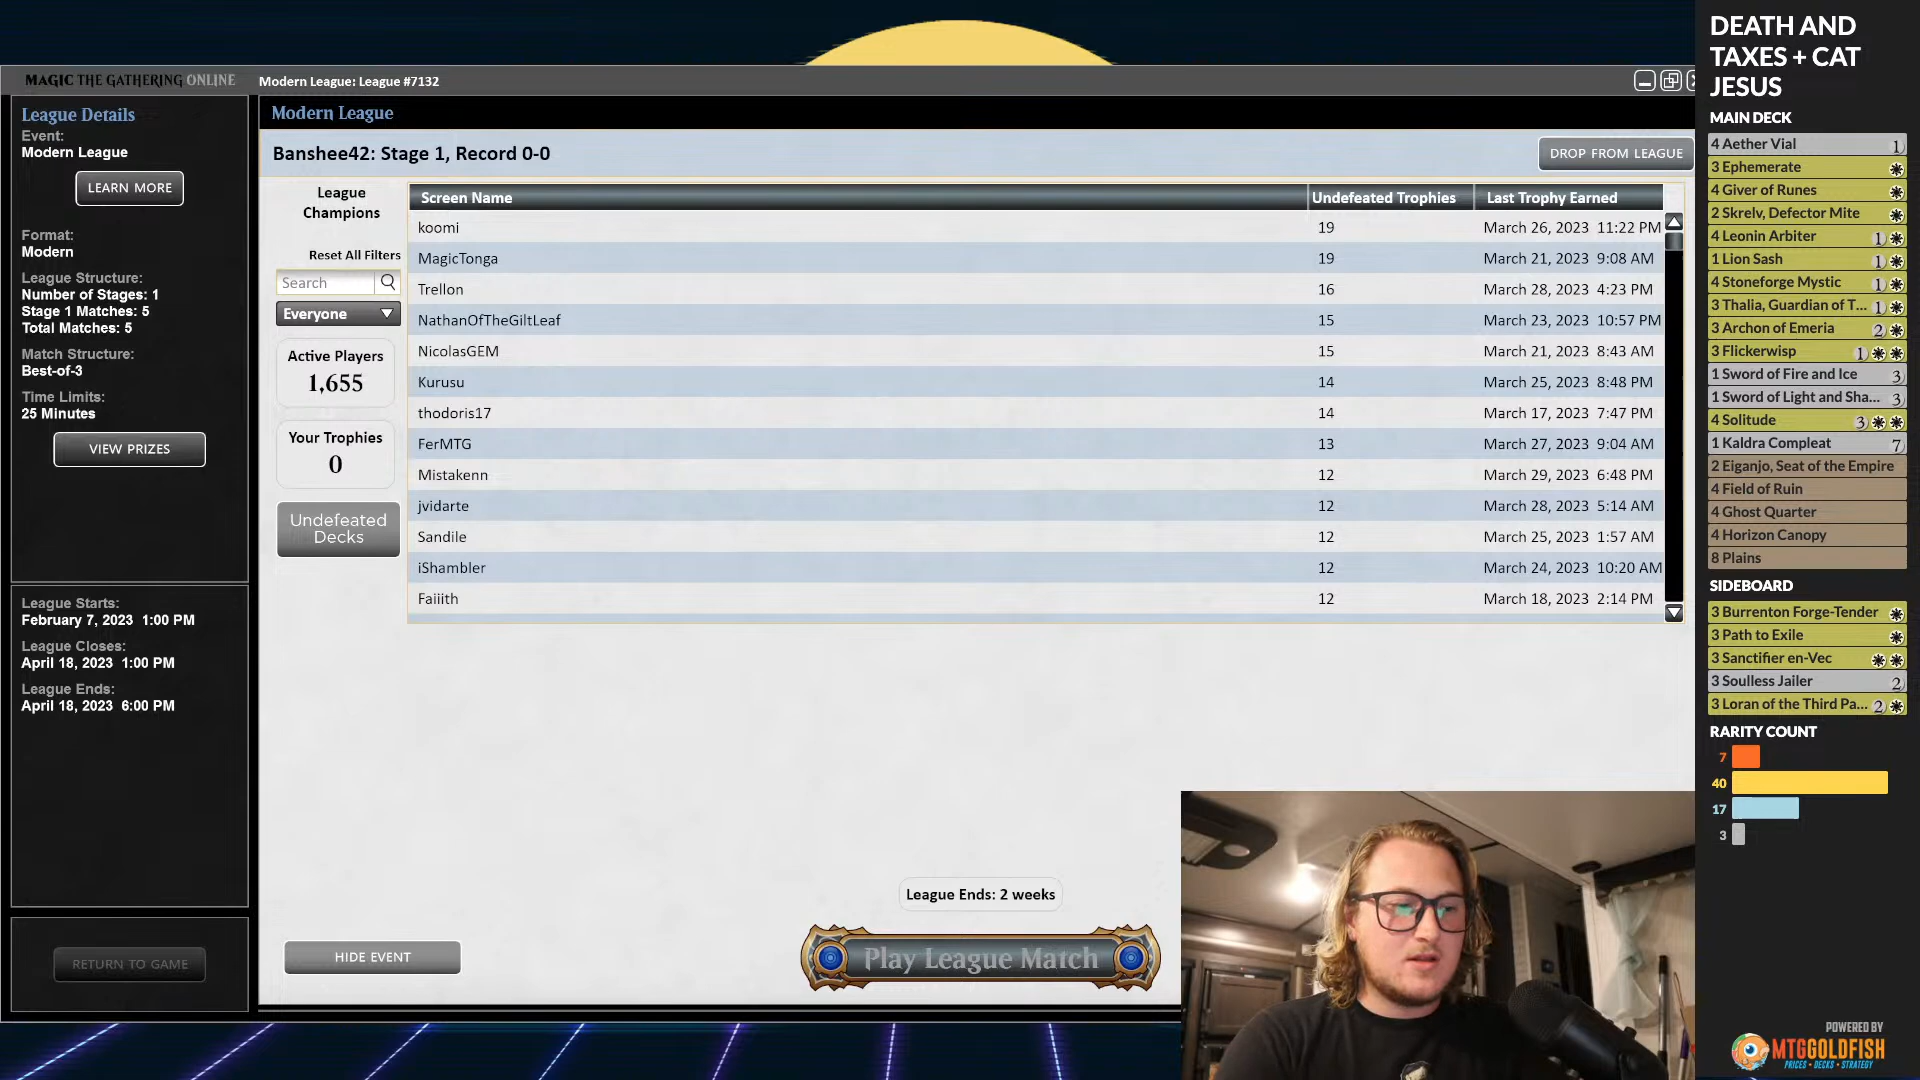 MAGIC THE GATHERING ONLINE
Modern League: League #7132
League Details
Event:
Modern League
LEARN MORE
Format:
Modern
League Structure:
Number of Stages: 1
Stage 1 Matches: 5
Total Matches: 5
Match Structure:
Best-of-3
Time Limits:
25 Minutes
VIEW PRIZES
League Starts:
February 7, 2023 1:00 PM
League Closes:
April 18, 2023 1:00 PM
League Ends:
April 18, 2023 6:00 PM
RETURN TO GAME
Modern League
Banshee42: Stage 1, Record 0-0
DROP FROM LEAGUE
League
Champions
Reset All Filters
Search
Everyone
Active Players
1,655
Your Trophies
0
Undefeated
Decks
Screen Name Undefeated Trophies Last Trophy Earned
koomi 19 March 26, 2023 11:22 PM
MagicTonga 19 March 21, 2023 9:08 AM
Trellon 16 March 28, 2023 4:23 PM
NathanOfTheGiltLeaf 15 March 23, 2023 10:57 PM
NicolasGEM 15 March 21, 2023 8:43 AM
Kurusu 14 March 25, 2023 8:48 PM
thodoris17 14 March 17, 2023 7:47 PM
FerMTG 13 March 27, 2023 9:04 AM
Mistakenn 12 March 29, 2023 6:48 PM
jvidarte 12 March 28, 2023 5:14 AM
Sandile 12 March 25, 2023 1:57 AM
iShambler 12 March 24, 2023 10:20 AM
Faiiith 12 March 18, 2023 2:14 PM
League Ends: 2 weeks
HIDE EVENT
Play League Match
DEATH AND
TAXES + CAT
JESUS
MAIN DECK
4 Aether Vial 1
3 Ephemerate
4 Giver of Runes
2 Skrelv, Defector Mite
4 Leonin Arbiter 1
1 Lion Sash 1
4 Stoneforge Mystic 1
3 Thalia, Guardian of T... 1
3 Archon of Emeria 2
3 Flickerwisp 1
1 Sword of Fire and Ice 3
1 Sword of Light and Sha... 3
4 Solitude 3
1 Kaldra Compleat 7
2 Eiganjo, Seat of the Empire
4 Field of Ruin
4 Ghost Quarter
4 Horizon Canopy
8 Plains
SIDEBOARD
3 Burrenton Forge-Tender
3 Path to Exile
3 Sanctifier en-Vec
3 Soulless Jailer 2
3 Loran of the Third Pa... 2
RARITY COUNT
7
40
17
3
POWERED BY
MTGGOLDFISH
PRICES • DECKS • STRATEGY